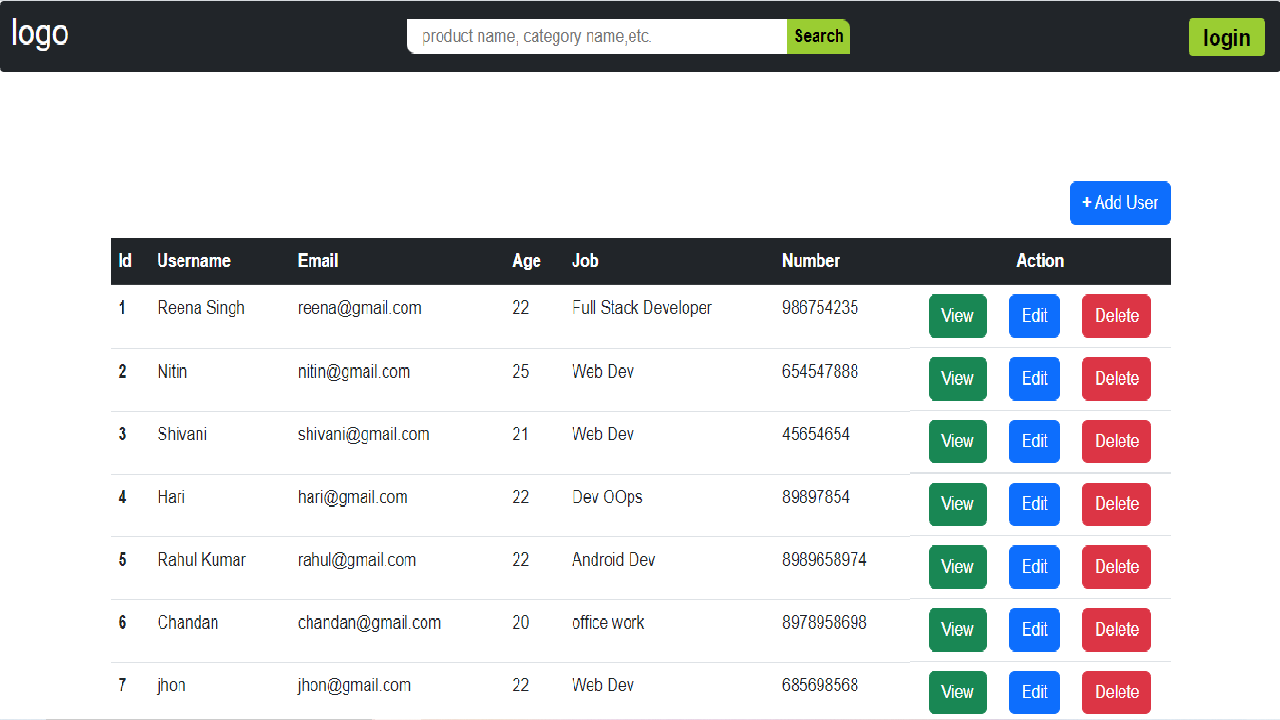 logo product name, category name,etc. Search login
+ Add User
Id Username Email Age Job Number Action
1 Reena Singh reena@gmail.com 22 Full Stack Developer 986754235 View Edit Delete
2 Nitin nitin@gmail.com 25 Web Dev 654547888 View Edit Delete
3 Shivani shivani@gmail.com 21 Web Dev 45654654 View Edit Delete
4 Hari hari@gmail.com 22 Dev OOps 89897854 View Edit Delete
5 Rahul Kumar rahul@gmail.com 22 Android Dev 8989658974 View Edit Delete
6 Chandan chandan@gmail.com 20 office work 8978958698 View Edit Delete
7 jhon jhon@gmail.com 22 Web Dev 685698568 View Edit Delete